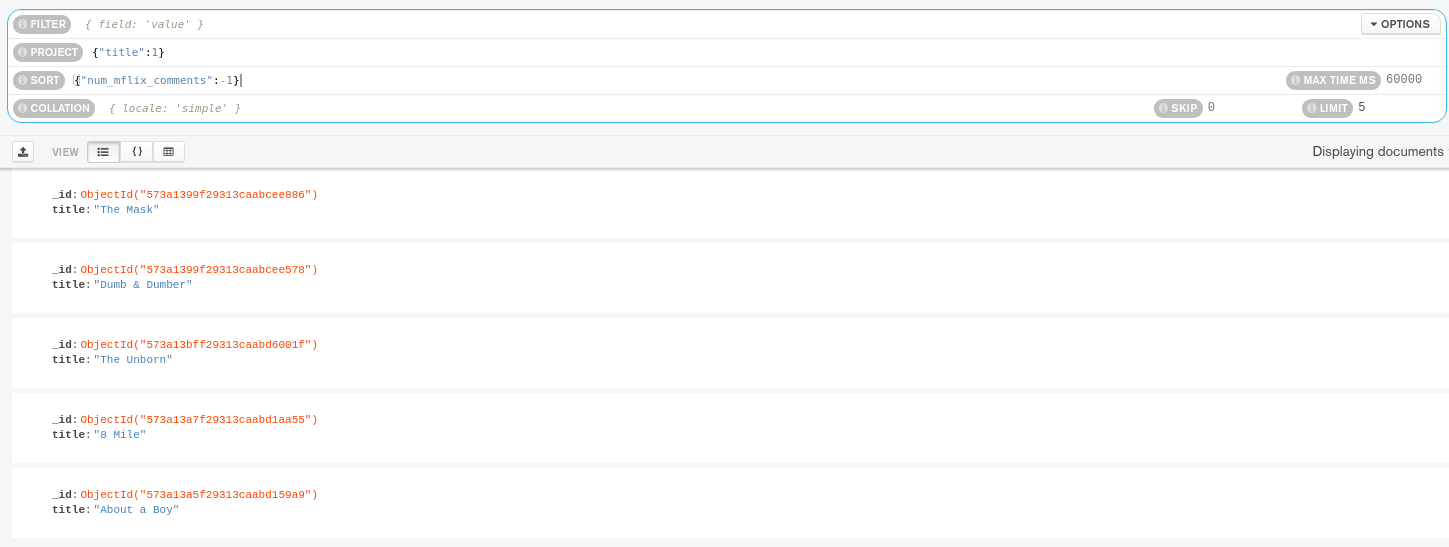 FILTER { field: 'value' } OPTIONS
PROJECT {"title":1}
SORT {"num_mflix_comments":-1} MAX TIME MS 60000
COLLATION { locale: 'simple' } SKIP 0 LIMIT 5
VIEW {} Displaying documents
_id: ObjectId("573a1399f29313caabcee886")
title: "The Mask"
_id: ObjectId("573a1399f29313caabcee578")
title: "Dumb & Dumber"
_id: ObjectId("573a13bff29313caabd6001f")
title: "The Unborn"
_id: ObjectId("573a13a7f29313caabd1aa55")
title: "8 Mile"
_id: ObjectId("573a13a5f29313caabd159a9")
title: "About a Boy"